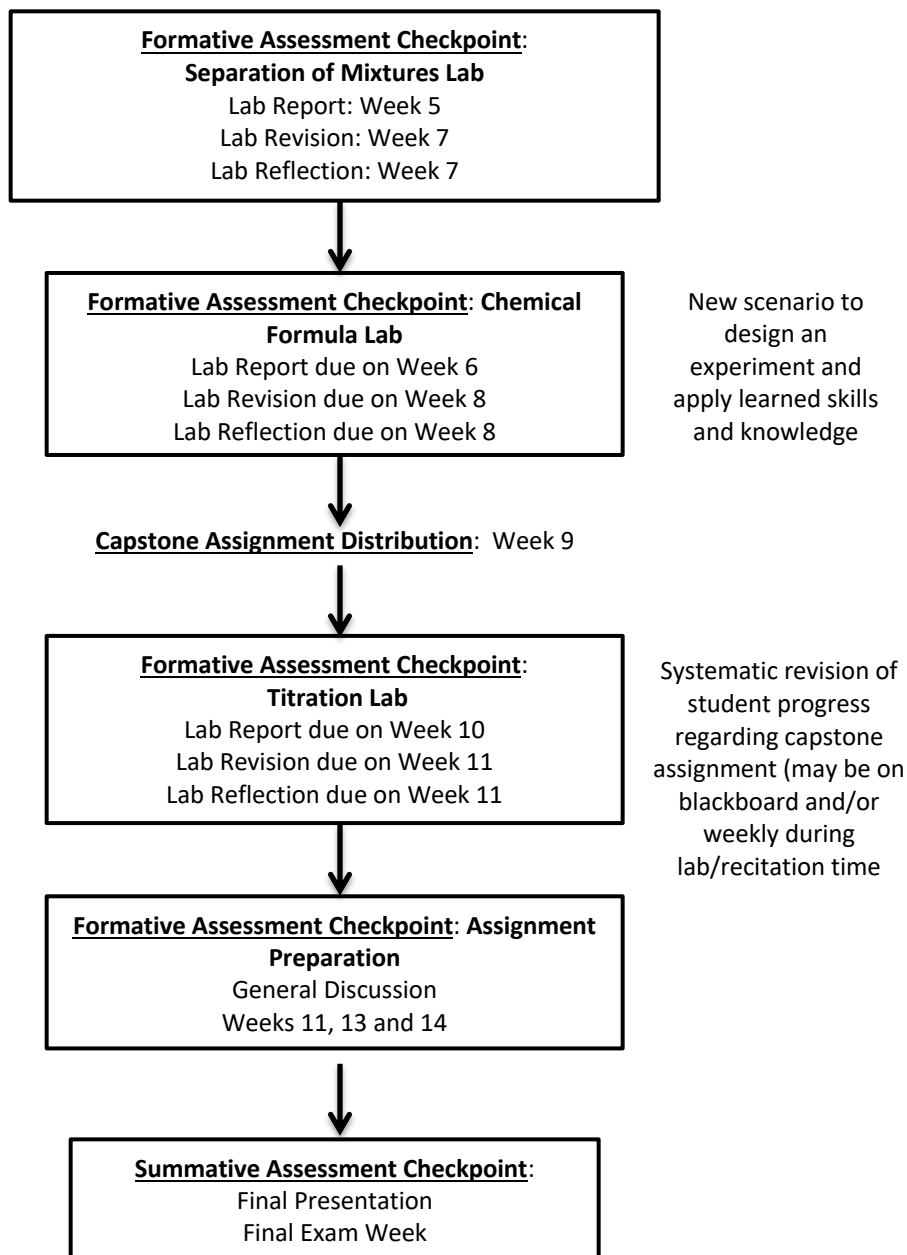 Formative Assessment Checkpoint:
Separation of Mixtures Lab
Lab Report: Week 5
Lab Revision: Week 7
Lab Reflection: Week 7
Formative Assessment Checkpoint: Chemical
Formula Lab
Lab Report due on Week 6
Lab Revision due on Week 8
Lab Reflection due on Week 8
New scenario to
design an
experiment and
apply learned skills
and knowledge
Capstone Assignment Distribution: Week 9
Formative Assessment Checkpoint:
Titration Lab
Lab Report due on Week 10
Lab Revision due on Week 11
Lab Reflection due on Week 11
Systematic revision of
student progress
regarding capstone
assignment (may be on
blackboard and/or
weekly during
lab/recitation time
Formative Assessment Checkpoint: Assignment
Preparation
General Discussion
Weeks 11, 13 and 14
Summative Assessment Checkpoint:
Final Presentation
Final Exam Week